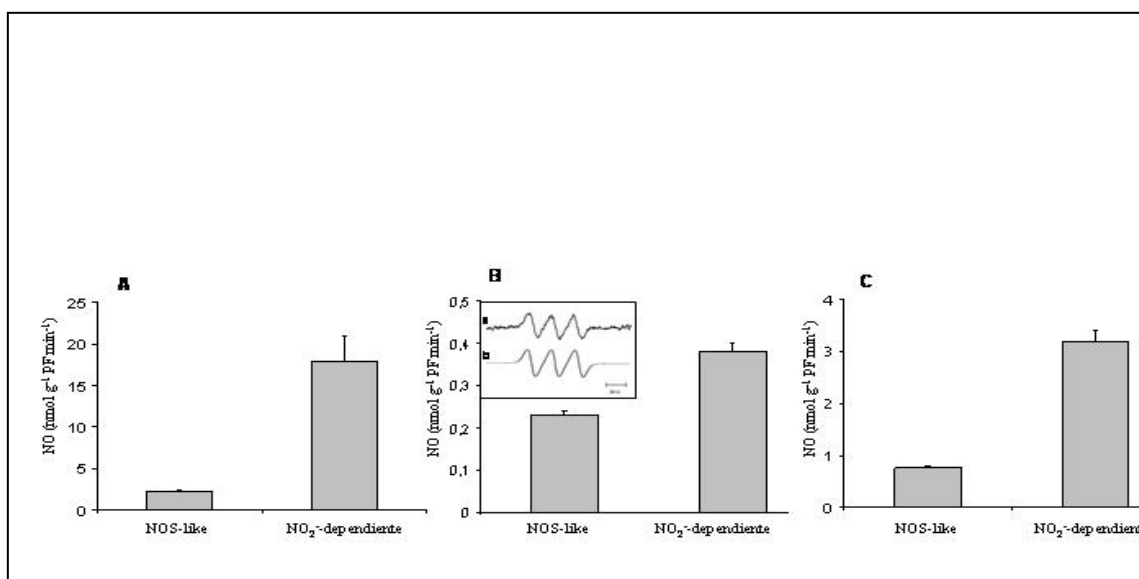 A
NO (nmol g⁻¹ PF min⁻¹)
25
20
15
10
5
0
NOS-like
NO₂⁻-dependiente
B
NO (nmol g⁻¹ PF min⁻¹)
0,5
0,4
0,3
0,2
0,1
0
a
b
NOS-like
NO₂⁻-dependiente
C
NO (nmol g⁻¹ PF min⁻¹)
4
3
2
1
0
NOS-like
NO₂⁻-dependiente